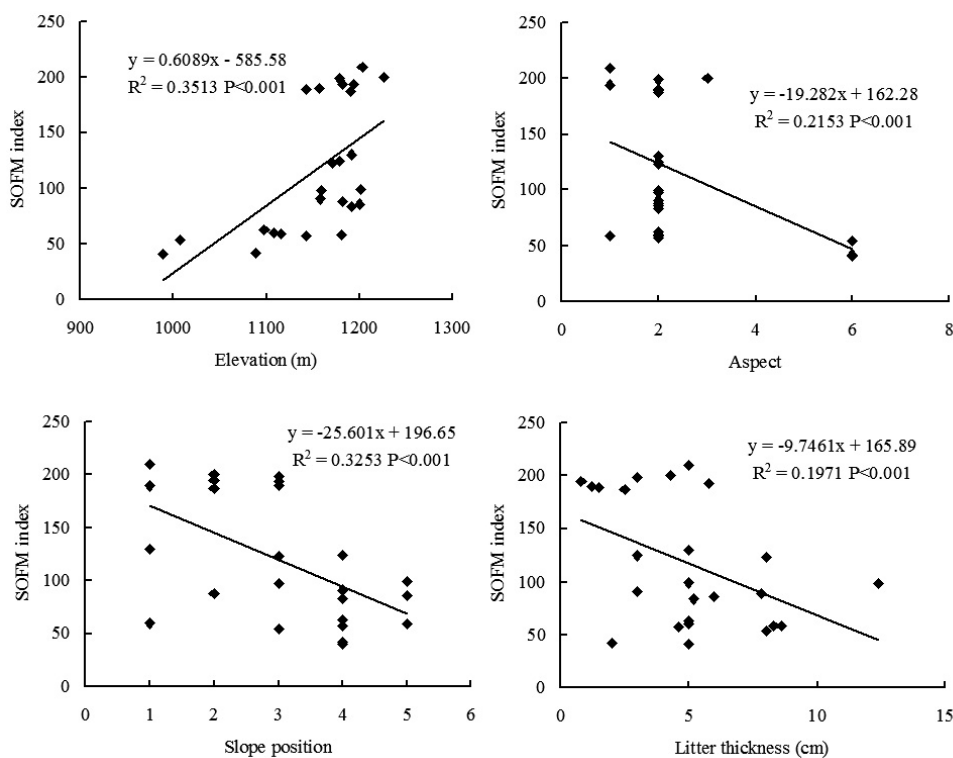 250
200
150
100
50
0
SOFM index
y = 0.6089x - 585.58
R² = 0.3513 P<0.001
900 1000 1100 1200 1300
Elevation (m)
250
200
150
100
50
0
SOFM index
y = -19.282x + 162.28
R² = 0.2153 P<0.001
0 2 4 6 8
Aspect
250
200
150
100
50
0
SOFM index
y = -25.601x + 196.65
R² = 0.3253 P<0.001
0 1 2 3 4 5 6
Slope position
250
200
150
100
50
0
SOFM index
y = -9.7461x + 165.89
R² = 0.1971 P<0.001
0 5 10 15
Litter thickness (cm)